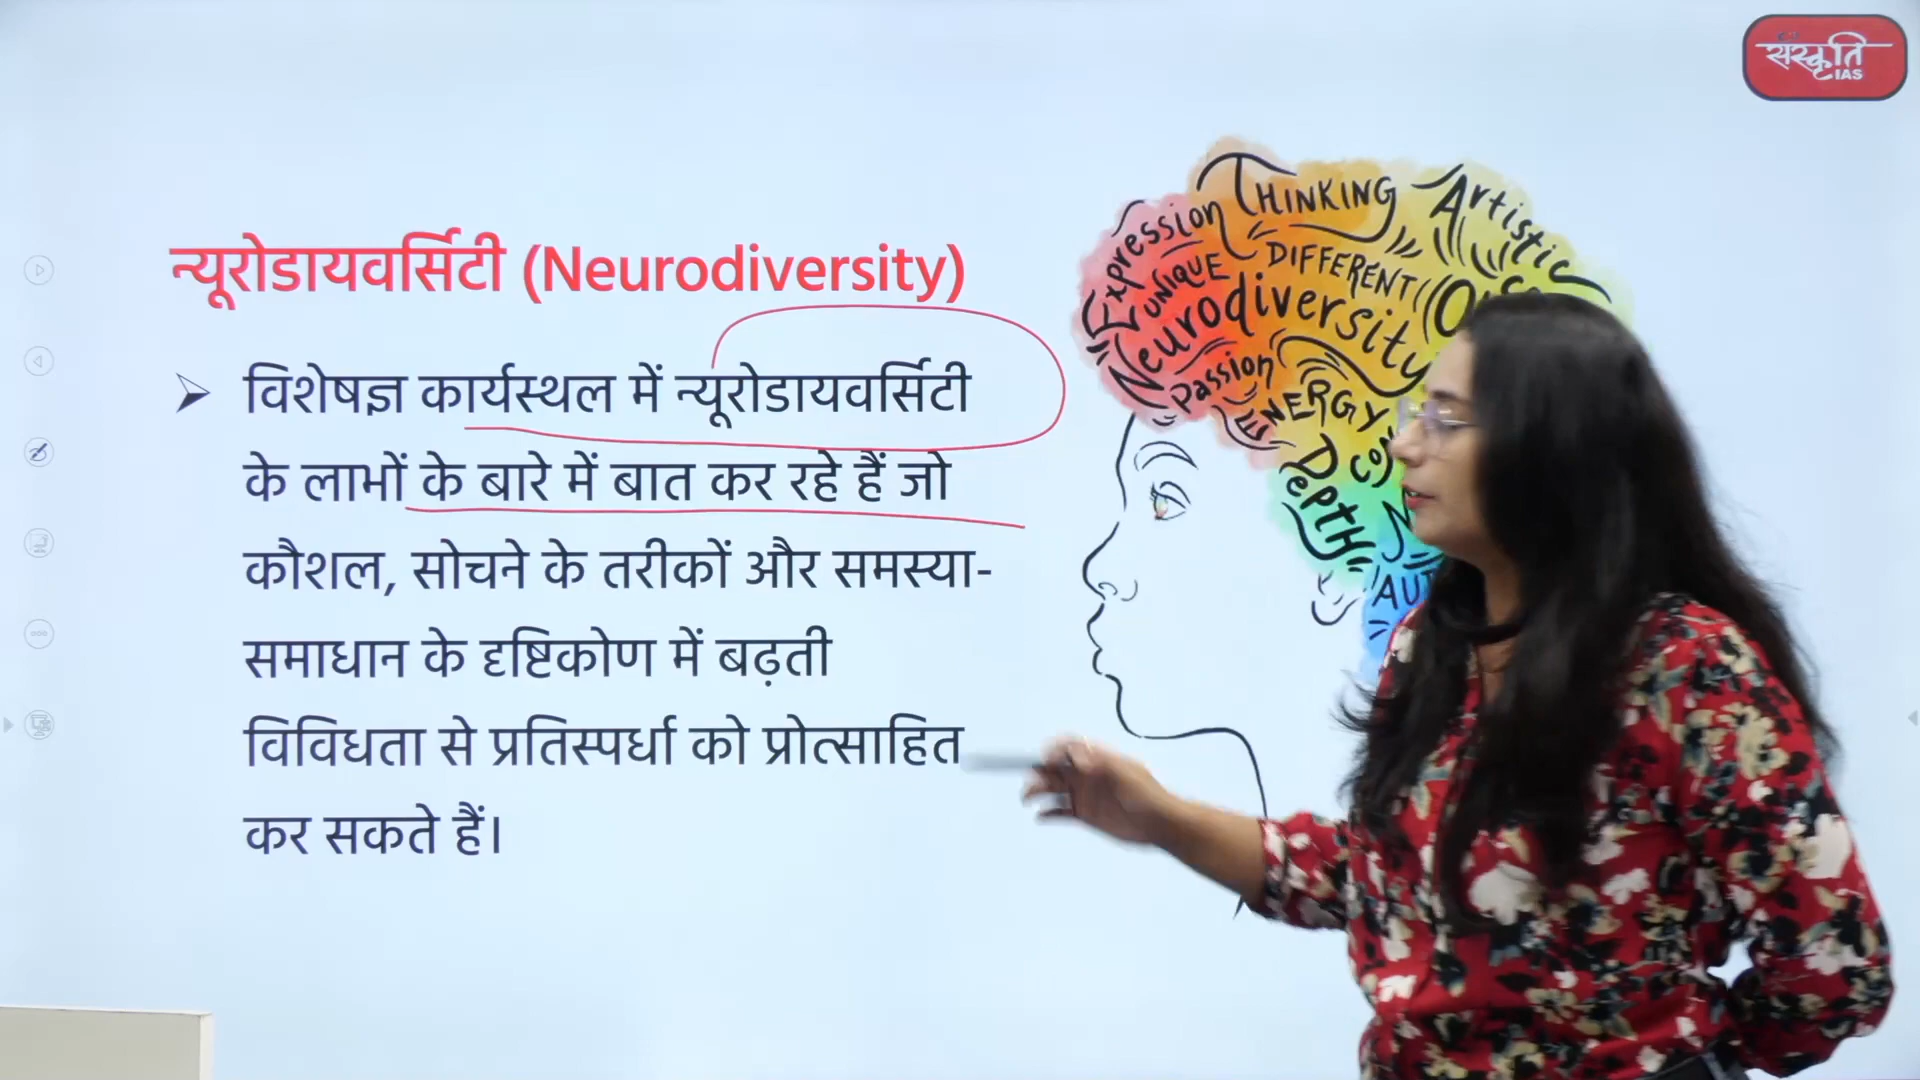 संस्कृति
IAS
न्यूरोडायवर्सिटी (Neurodiversity)
विशेषज्ञ कार्यस्थल में न्यूरोडायवर्सिटी
के लाभों के बारे में बात कर रहे हैं जो
कौशल, सोचने के तरीकों और समस्या-
समाधान के दृष्टिकोण में बढ़ती
विविधता से प्रतिस्पर्धा को प्रोत्साहित
कर सकते हैं।
THINKING
Artistic
Expression
UNIQUE
DIFFERENT
Neurodiversity
Passion
ENERGY
Depth